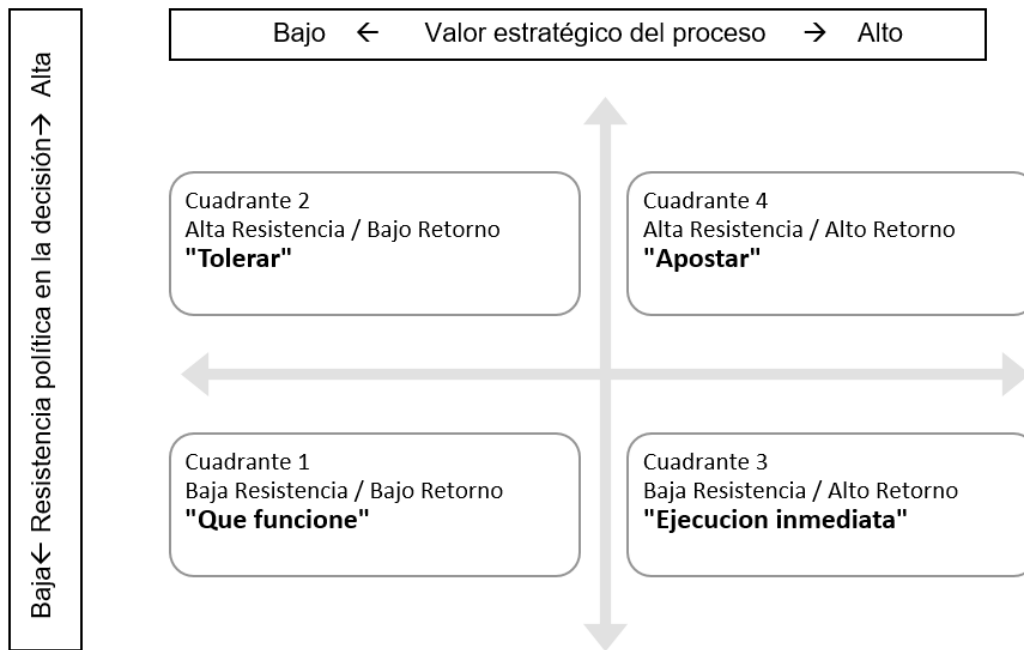 Bajo ← Valor estratégico del proceso → Alto
Baja← Resistencia política en la decisión→ Alta
Cuadrante 2
Alta Resistencia / Bajo Retorno
"Tolerar"
Cuadrante 4
Alta Resistencia / Alto Retorno
"Apostar"
Cuadrante 1
Baja Resistencia / Bajo Retorno
"Que funcione"
Cuadrante 3
Baja Resistencia / Alto Retorno
"Ejecucion inmediata"